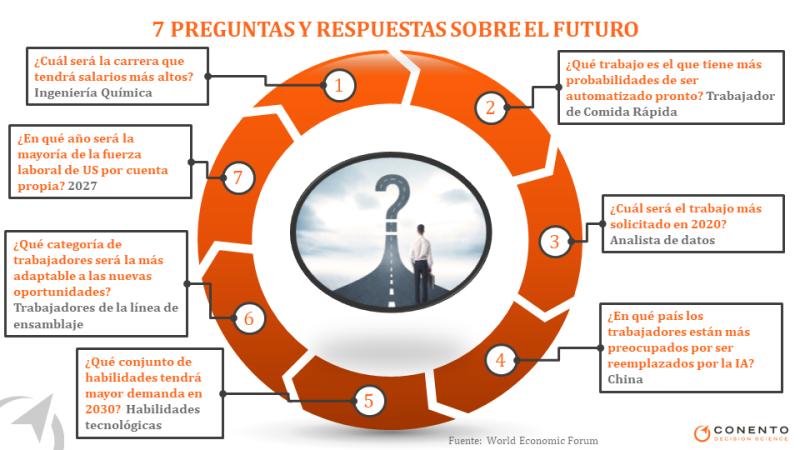 7 PREGUNTAS Y RESPUESTAS SOBRE EL FUTURO
¿Cuál será la carrera que
tendrá salarios más altos?
Ingeniería Química
1
¿Qué trabajo es el que tiene más
probabilidades de ser
automatizado pronto? Trabajador
de Comida Rápida
2
¿Cuál será el trabajo más
solicitado en 2020?
Analista de datos
3
¿En qué país los
trabajadores están más
preocupados por ser
reemplazados por la IA?
China
4
¿Qué conjunto de
habilidades tendrá
mayor demanda en
2030? Habilidades
tecnológicas
5
¿Qué categoría de
trabajadores será la más
adaptable a las nuevas
oportunidades?
Trabajadores de la línea de
ensamblaje
6
¿En qué año será la
mayoría de la fuerza
laboral de US por cuenta
propia? 2027
7
?
Fuente: World Economic Forum
CONENTO
DECISION SCIENCE